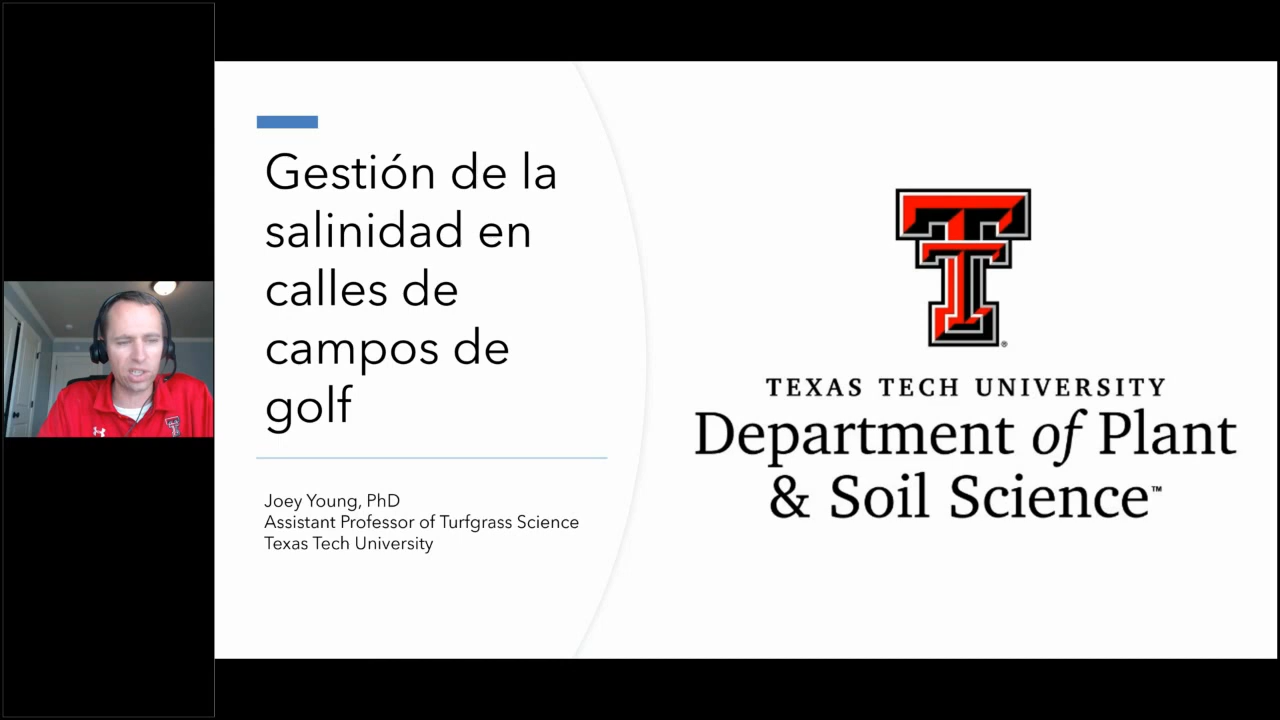 Gestión de la
salinidad en
calles de
campos de
golf
Joey Young, PhD
Assistant Professor of Turfgrass Science
Texas Tech University
TEXAS TECH UNIVERSITY
Department of Plant
& Soil Science™